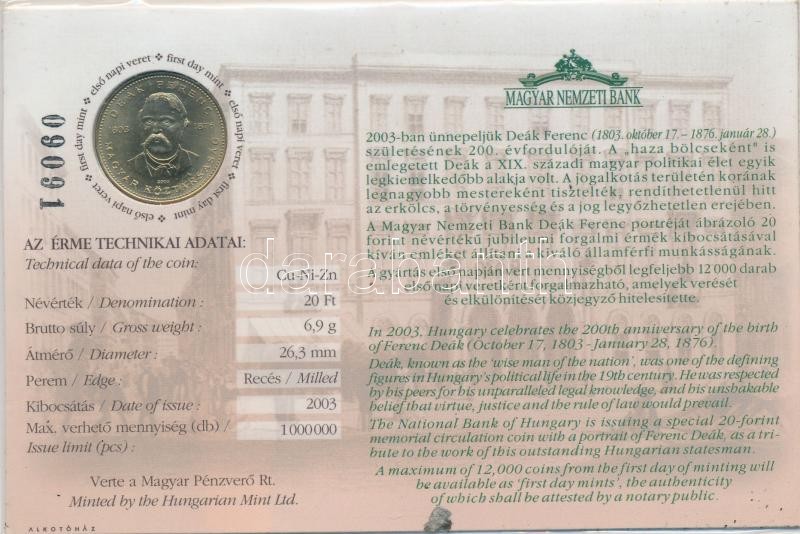 első napi veret ❖ first day mint ❖ első napi veret ❖ first day mint ❖ első napi veret ❖ first day mint
09091
DEÁK FERENC
1803 1876
MAGYAR KÖZTÁRSASÁG
2003
MAGYAR NEMZETI BANK
2003-ban ünnepeljük Deák Ferenc (1803. október 17. – 1876. január 28.)
születésének 200. évfordulóját. A „haza bölcseként" is
emlegetett Deák a XIX. századi magyar politikai élet egyik
legkiemelkedőbb alakja volt. A jogalkotás területén korának
legnagyobb mestereként tisztelték, rendíthetetlenül hitt
az erkölcs, a törvényesség és a jog legyőzhetetlen erejében.
A Magyar Nemzeti Bank Deák Ferenc portréját ábrázoló 20
forint névértékű jubileumi forgalmi érmék kibocsátásával
kíván emléket állítani a kiváló államférfi munkásságának.
A gyártás első napján vert mennyiségből legfeljebb 12 000 darab
első napi veretként forgalmazható, amelyek verését
és elkülönítését közjegyző hitelesítette.
AZ ÉRME TECHNIKAI ADATAI:
Technical data of the coin:
Cu-Ni-Zn
Névérték / Denomination : 20 Ft
Brutto súly / Gross weight : 6,9 g
Átmérő / Diameter : 26,3 mm
Perem / Edge : Recés / Milled
Kibocsátás / Date of issue : 2003
Max. verhető mennyiség (db) /
Issue limit (pcs) : 1000000
Verte a Magyar Pénzverő Rt.
Minted by the Hungarian Mint Ltd.
In 2003, Hungary celebrates the 200th anniversary of the birth
of Ferenc Deák (October 17, 1803 - January 28, 1876).
Deák, known as the 'wise man of the nation', was one of the defining
figures in Hungary's political life in the 19th century. He was respected
by his peers for his unparalleled legal knowledge, and his unshakable
belief that virtue, justice and the rule of law would prevail.
The National Bank of Hungary is issuing a special 20-forint
memorial circulation coin with a portrait of Ferenc Deák, as a tri-
bute to the work of this outstanding Hungarian statesman.
A maximum of 12,000 coins from the first day of minting will
be available as 'first day mints', the authenticity
of which shall be attested by a notary public.
ALKOTÓHÁZ
darabanth.com